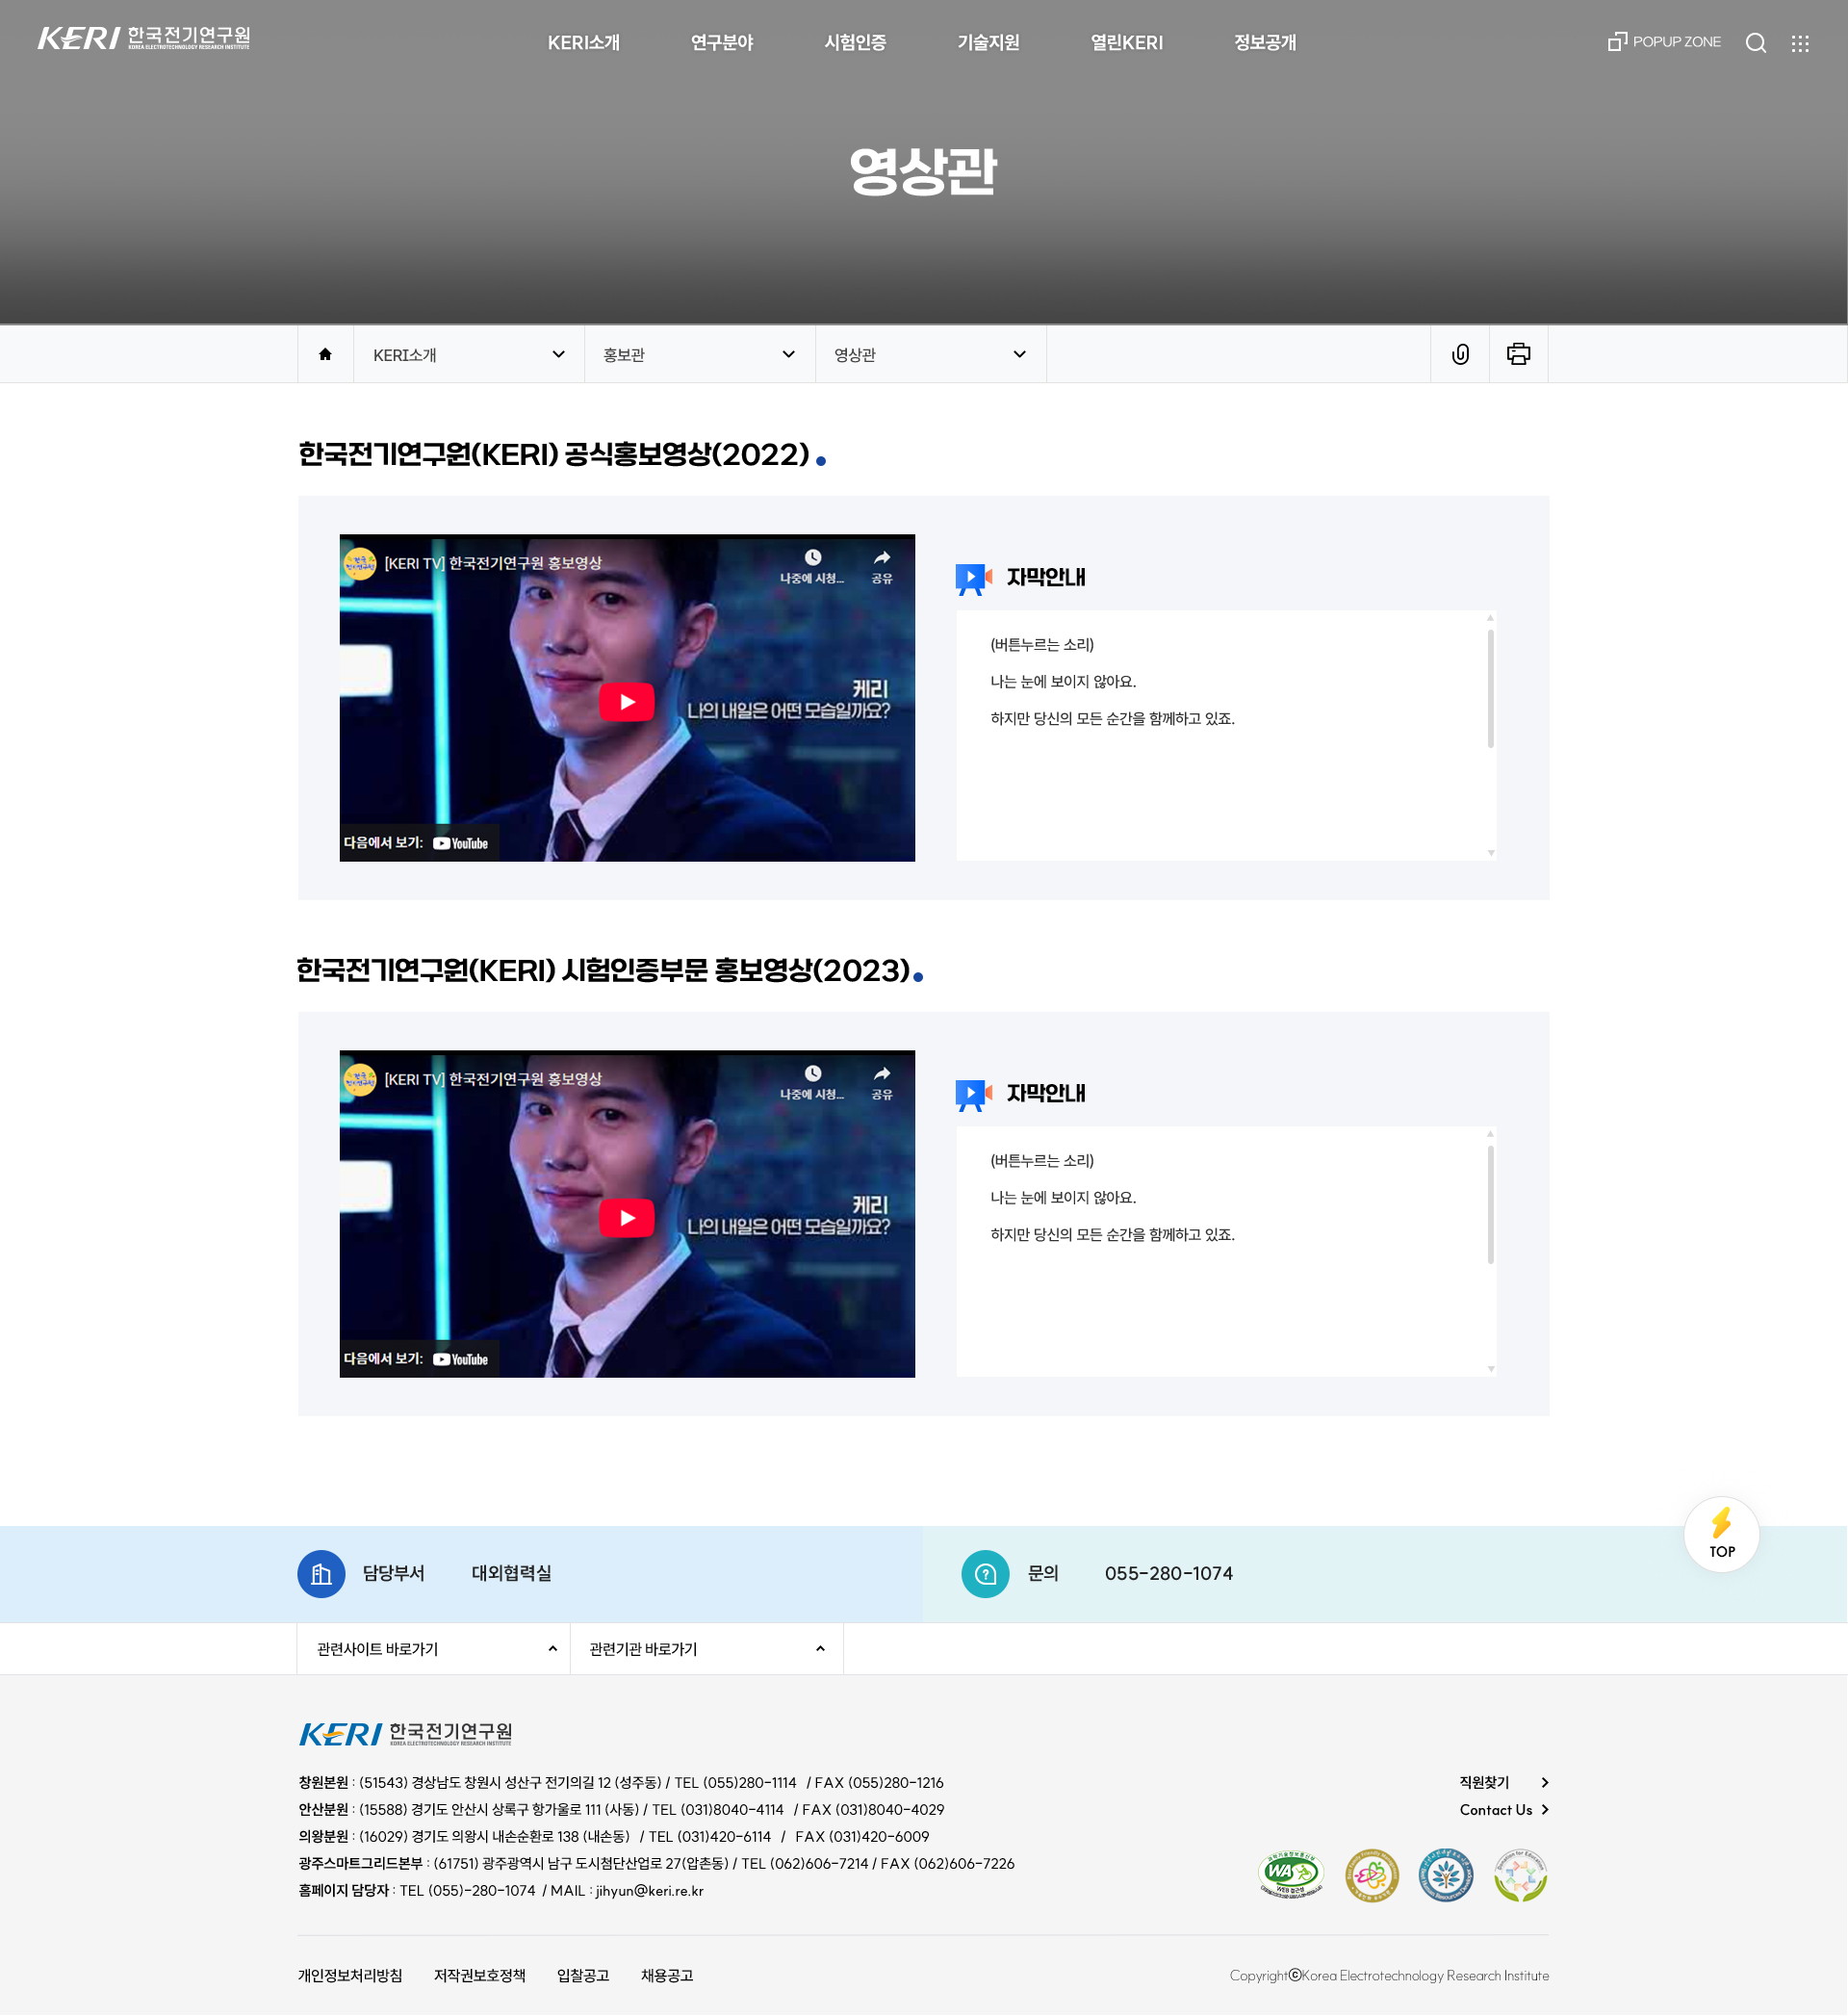 KERI 한국전기연구원
KOREA ELECTROTECHNOLOGY RESEARCH INSTITUTE
KERI소개 연구분야 시험인증 기술지원 열린KERI 정보공개
POPUP ZONE
영상관
KERI소개 홍보관 영상관
한국전기연구원(KERI) 공식홍보영상(2022)
[KERI TV] 한국전기연구원 홍보영상
나중에 시청... 공유
케리
나의 내일은 어떤 모습일까요?
다음에서 보기: YouTube
자막안내
(버튼누르는 소리)
나는 눈에 보이지 않아요.
하지만 당신의 모든 순간을 함께하고 있죠.
한국전기연구원(KERI) 시험인증부문 홍보영상(2023)
[KERI TV] 한국전기연구원 홍보영상
나중에 시청... 공유
케리
나의 내일은 어떤 모습일까요?
다음에서 보기: YouTube
자막안내
(버튼누르는 소리)
나는 눈에 보이지 않아요.
하지만 당신의 모든 순간을 함께하고 있죠.
TOP
담당부서 대외협력실 문의 055-280-1074
관련사이트 바로가기 관련기관 바로가기
KERI 한국전기연구원
KOREA ELECTROTECHNOLOGY RESEARCH INSTITUTE
창원본원 : (51543) 경상남도 창원시 성산구 전기의길 12 (성주동) / TEL (055)280-1114 / FAX (055)280-1216
안산분원 : (15588) 경기도 안산시 상록구 항가울로 111 (사동) / TEL (031)8040-4114 / FAX (031)8040-4029
의왕분원 : (16029) 경기도 의왕시 내손순환로 138 (내손동) / TEL (031)420-6114 / FAX (031)420-6009
광주스마트그리드본부 : (61751) 광주광역시 남구 도시첨단산업로 27(압촌동) / TEL (062)606-7214 / FAX (062)606-7226
홈페이지 담당자 : TEL (055)-280-1074 / MAIL : jihyun@keri.re.kr
직원찾기
Contact Us
WA
WEB 접근성
개인정보처리방침 저작권보호정책 입찰공고 채용공고
CopyrightⓒKorea Electrotechnology Research Institute